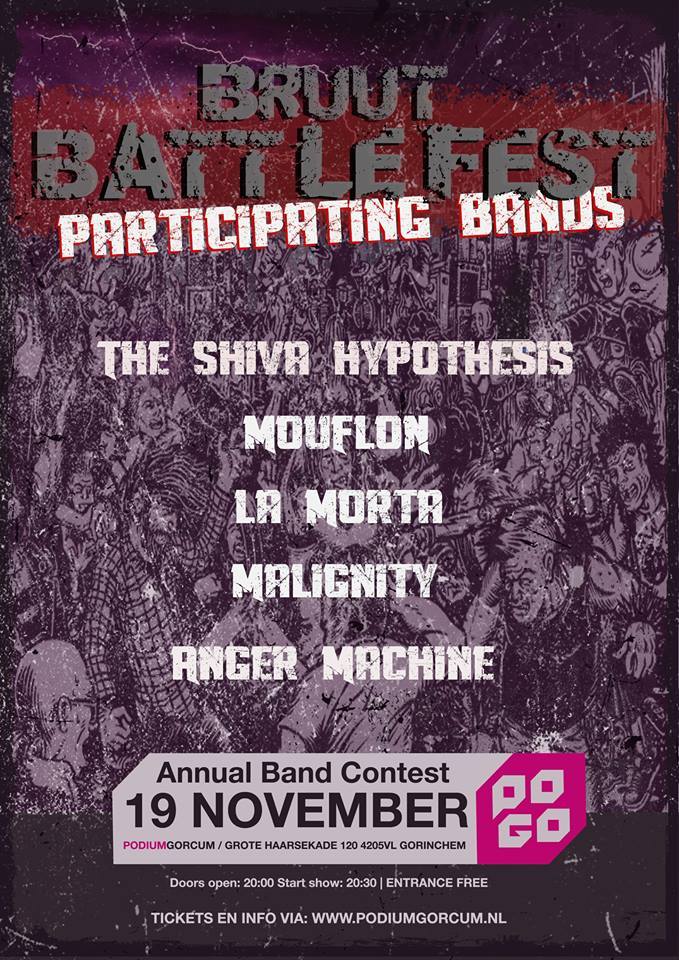 BRUUT
BATTLEFEST
PARTICIPATING BANDS
THE SHIVA HYPOTHESIS
MOUFLON
LA MORTA
MALIGNITY
ANGER MACHINE
Annual Band Contest
19 NOVEMBER
PODIUMGORCUM / GROTE HAARSEKADE 120 4205VL GORINCHEM
PO
GO
Doors open: 20:00 Start show: 20:30 | ENTRANCE FREE
TICKETS EN INFO VIA: WWW.PODIUMGORCUM.NL